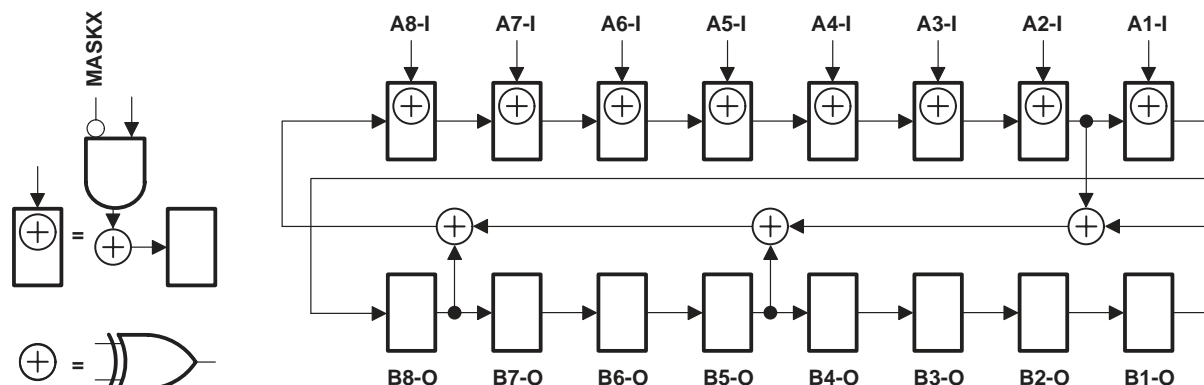 MASKX
=
=
A8-I A7-I A6-I A5-I A4-I A3-I A2-I A1-I
B8-O B7-O B6-O B5-O B4-O B3-O B2-O B1-O